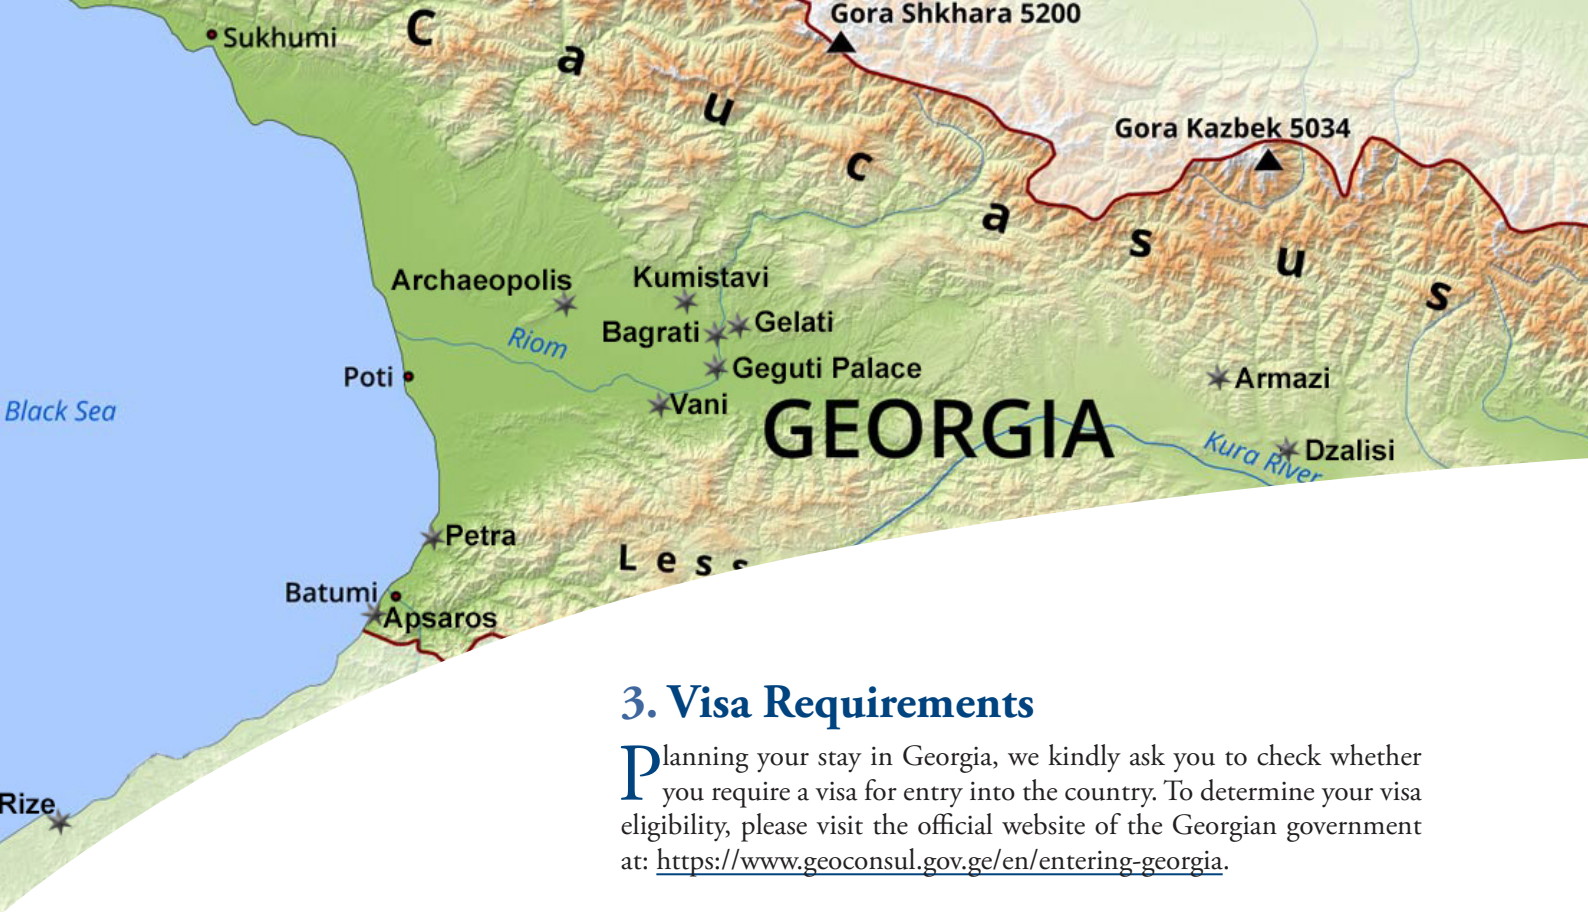 Gora Shkhara 5200
Sukhumi
Caucasus
Gora Kazbek 5034
Archaeopolis
Kumistavi
Bagrati
Gelati
Riom
Geguti Palace
Poti
Armazi
Vani
Black Sea
GEORGIA
Kura River
Dzalisi
Petra
Less
Batumi
Apsaros
Rize
3. Visa Requirements
Planning your stay in Georgia, we kindly ask you to check whether
you require a visa for entry into the country. To determine your visa
eligibility, please visit the official website of the Georgian government
at: https://www.geoconsul.gov.ge/en/entering-georgia.